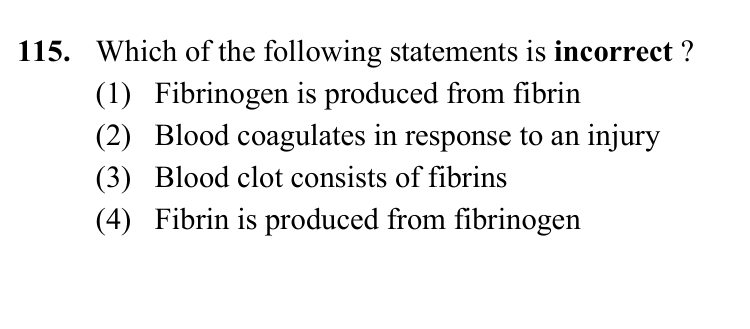 115. Which of the following statements is incorrect ?
(1) Fibrinogen is produced from fibrin
(2) Blood coagulates in response to an injury
(3) Blood clot consists of fibrins
(4) Fibrin is produced from fibrinogen